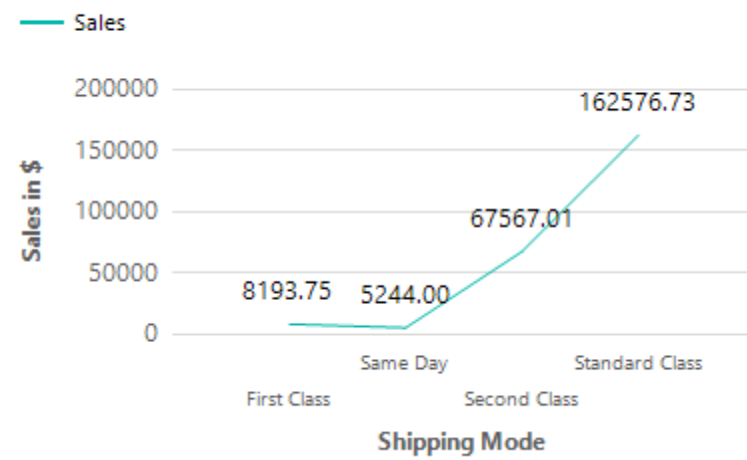 Sales
Sales in $
200000
150000
100000
50000
0
8193.75
5244.00
67567.01
162576.73
First Class
Same Day
Second Class
Standard Class
Shipping Mode